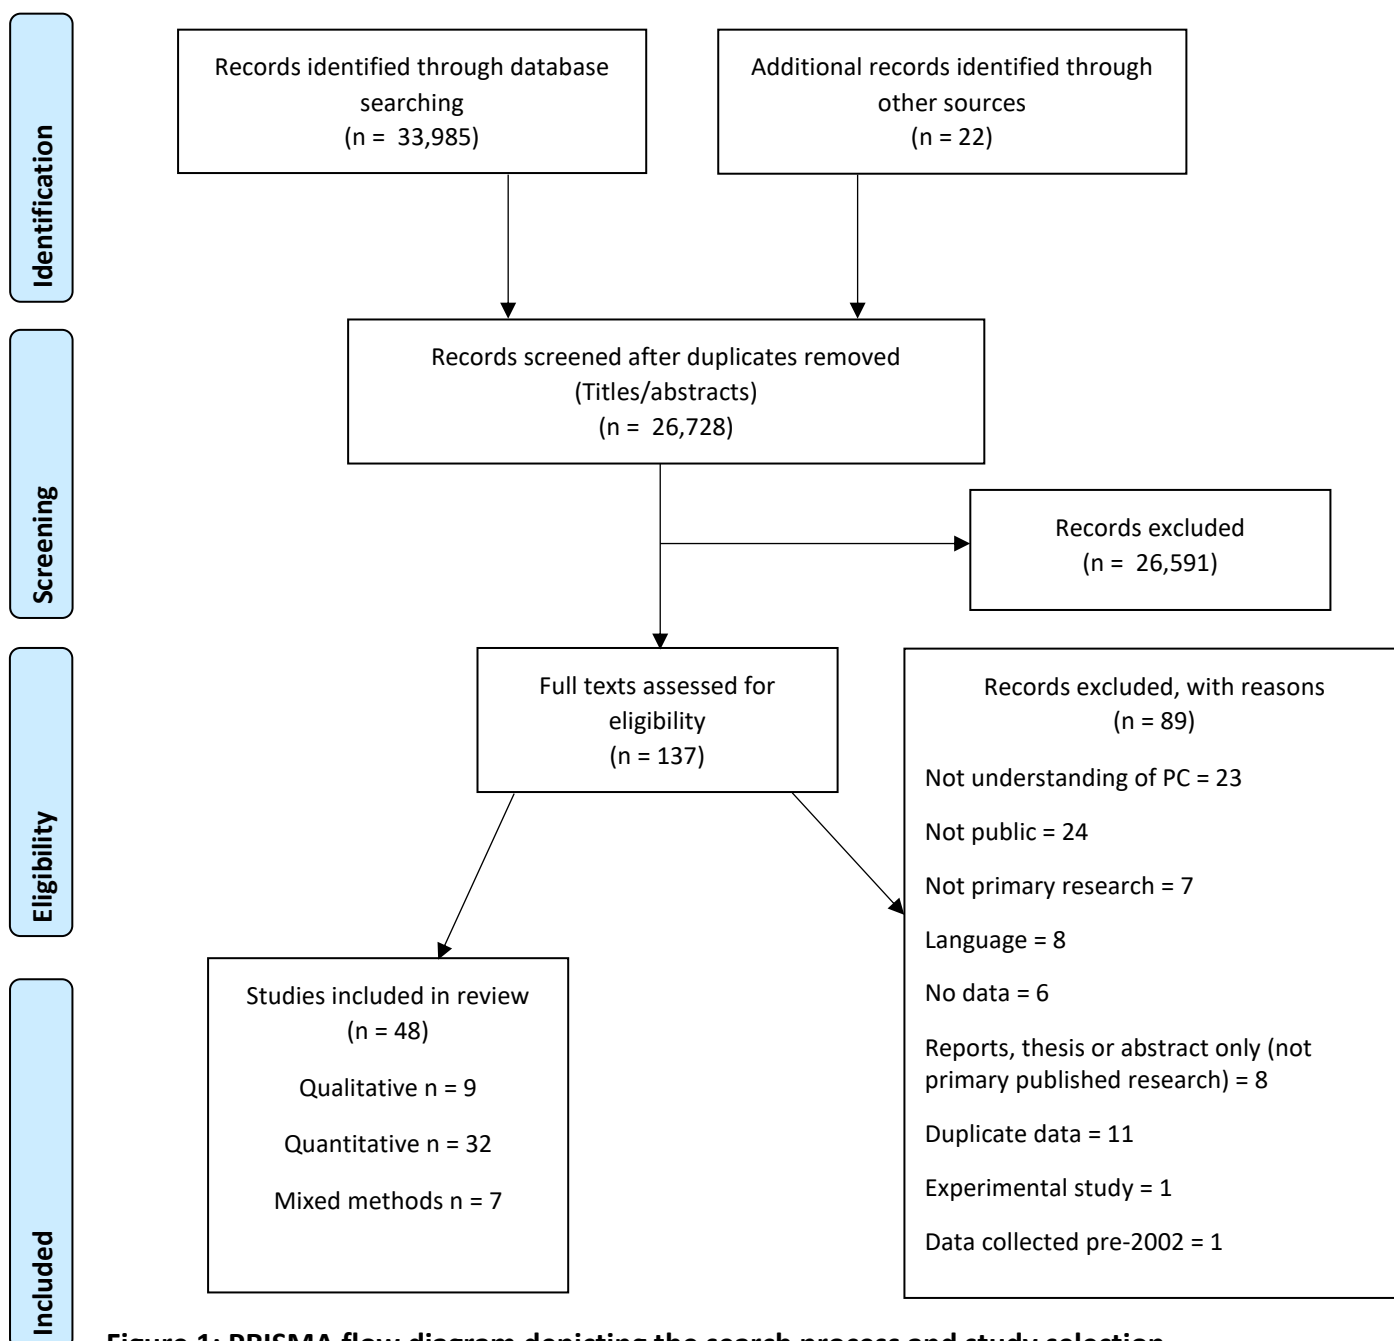 Identification
Records identified through database
searching
(n =  33,985)
Additional records identified through
other sources
(n = 22)
Screening
Records screened after duplicates removed
(Titles/abstracts)
(n =  26,728)
Records excluded
(n =  26,591)
Eligibility
Full texts assessed for
eligibility
(n = 137)
Records excluded, with reasons
(n = 89)
Not understanding of PC = 23
Not public = 24
Not primary research = 7
Language = 8
No data = 6
Reports, thesis or abstract only (not
primary published research) = 8
Duplicate data = 11
Experimental study = 1
Data collected pre-2002 = 1
Included
Studies included in review
(n = 48)
Qualitative n = 9
Quantitative n = 32
Mixed methods n = 7
Figure 1: PRISMA flow diagram depicting the search process and study selection